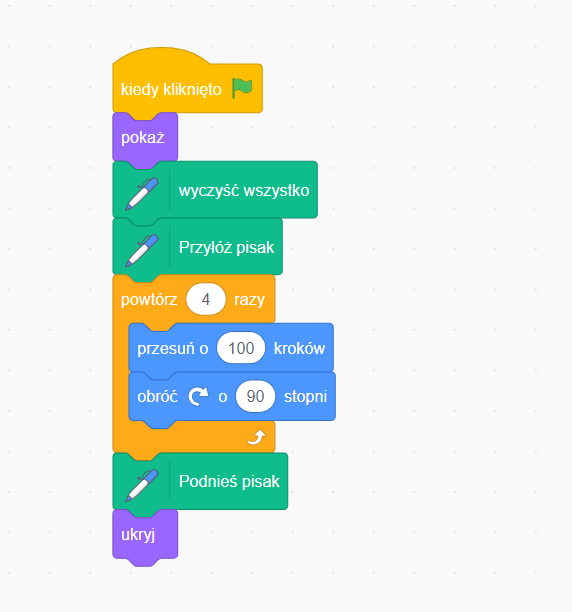 kiedy kliknięto
pokaż
wyczyść wszystko
Przyłóż pisak
powtórz 4 razy
przesuń o 100 kroków
obróć o 90 stopni
Podnieś pisak
ukryj